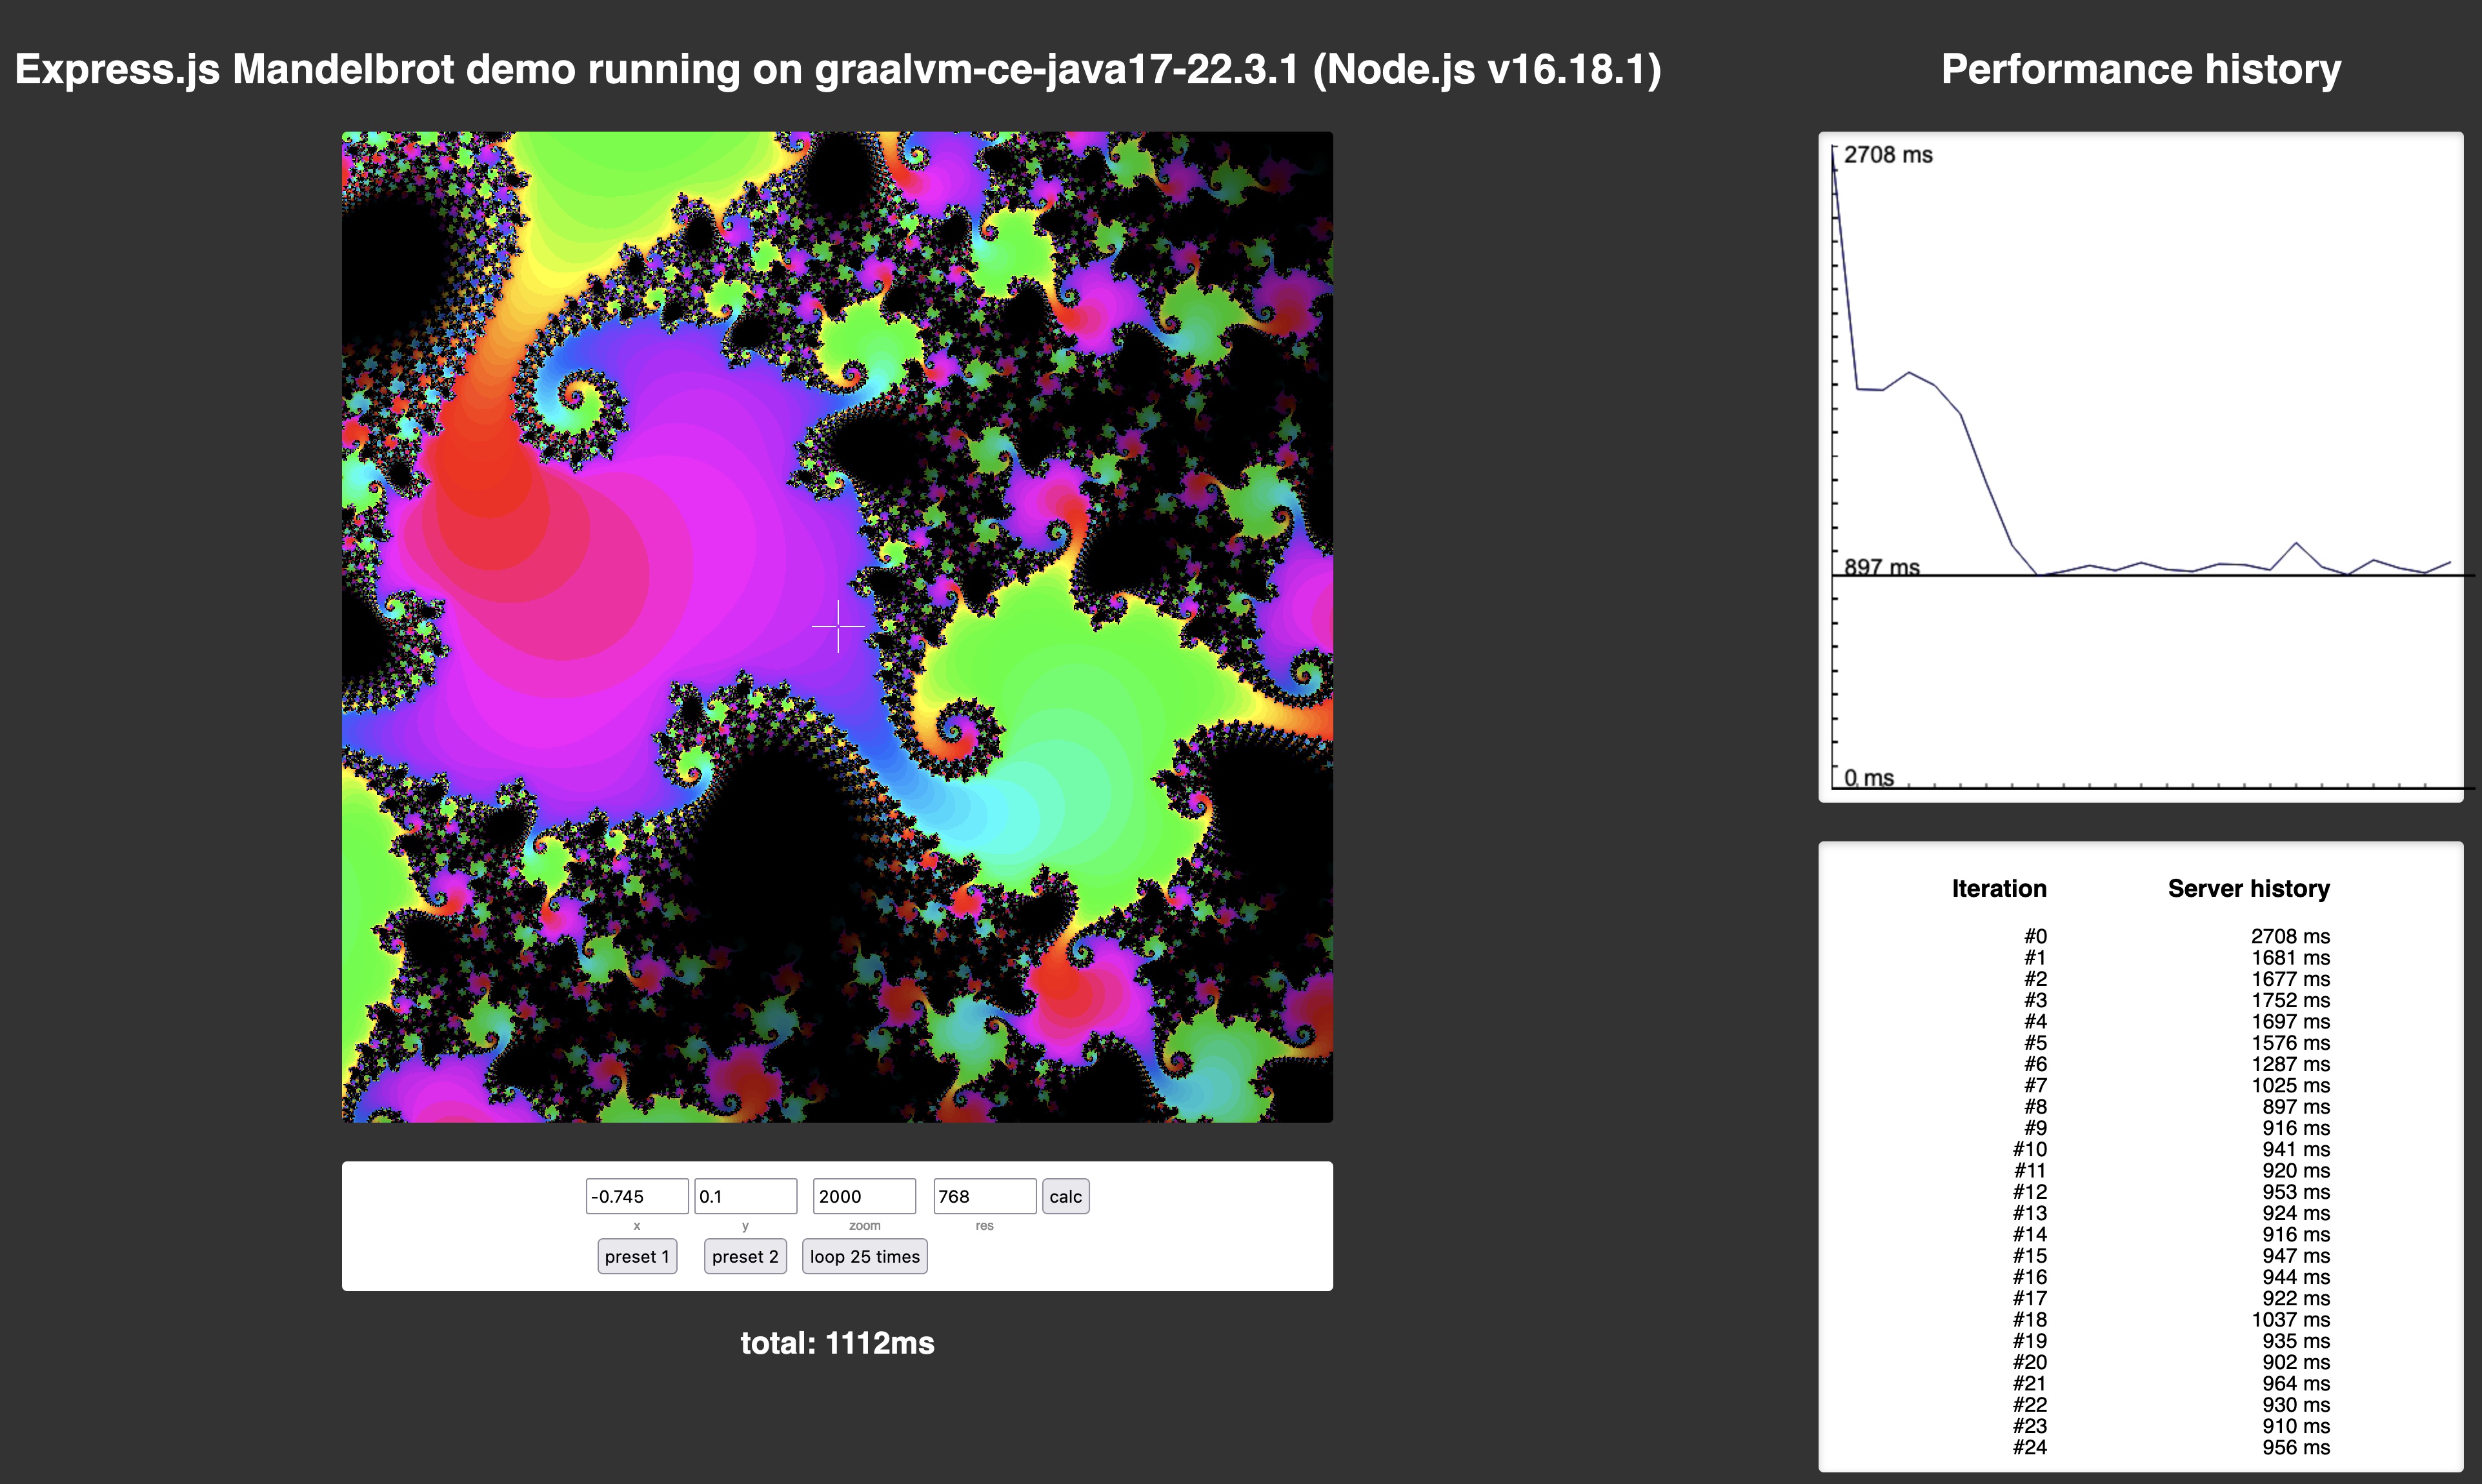 Express.js Mandelbrot demo running on graalvm-ce-java17-22.3.1 (Node.js v16.18.1)
-0.745 0.1 2000 768 calc
x y zoom res
preset 1 preset 2 loop 25 times
total: 1112ms
Performance history
2708 ms
897 ms
0 ms
Iteration Server history
#0 2708 ms
#1 1681 ms
#2 1677 ms
#3 1752 ms
#4 1697 ms
#5 1576 ms
#6 1287 ms
#7 1025 ms
#8 897 ms
#9 916 ms
#10 941 ms
#11 920 ms
#12 953 ms
#13 924 ms
#14 916 ms
#15 947 ms
#16 944 ms
#17 922 ms
#18 1037 ms
#19 935 ms
#20 902 ms
#21 964 ms
#22 930 ms
#23 910 ms
#24 956 ms